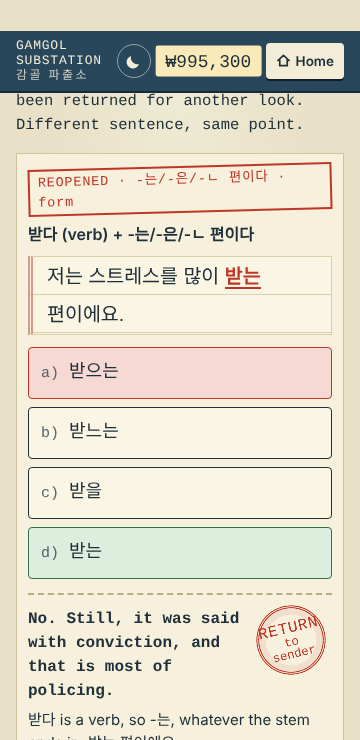 GAMGOL
SUBSTATION
감골 파출소
₩995,300
Home
been returned for another look.
Different sentence, same point.
REOPENED · -는/-은/-ㄴ 편이다 ·
form
받다 (verb) + -는/-은/-ㄴ 편이다
저는 스트레스를 많이 받는
편이에요.
a) 받으는
b) 받느는
c) 받을
d) 받는
No. Still, it was said
with conviction, and
that is most of
policing.
RETURN
to
sender
받다 is a verb, so -는, whatever the stem